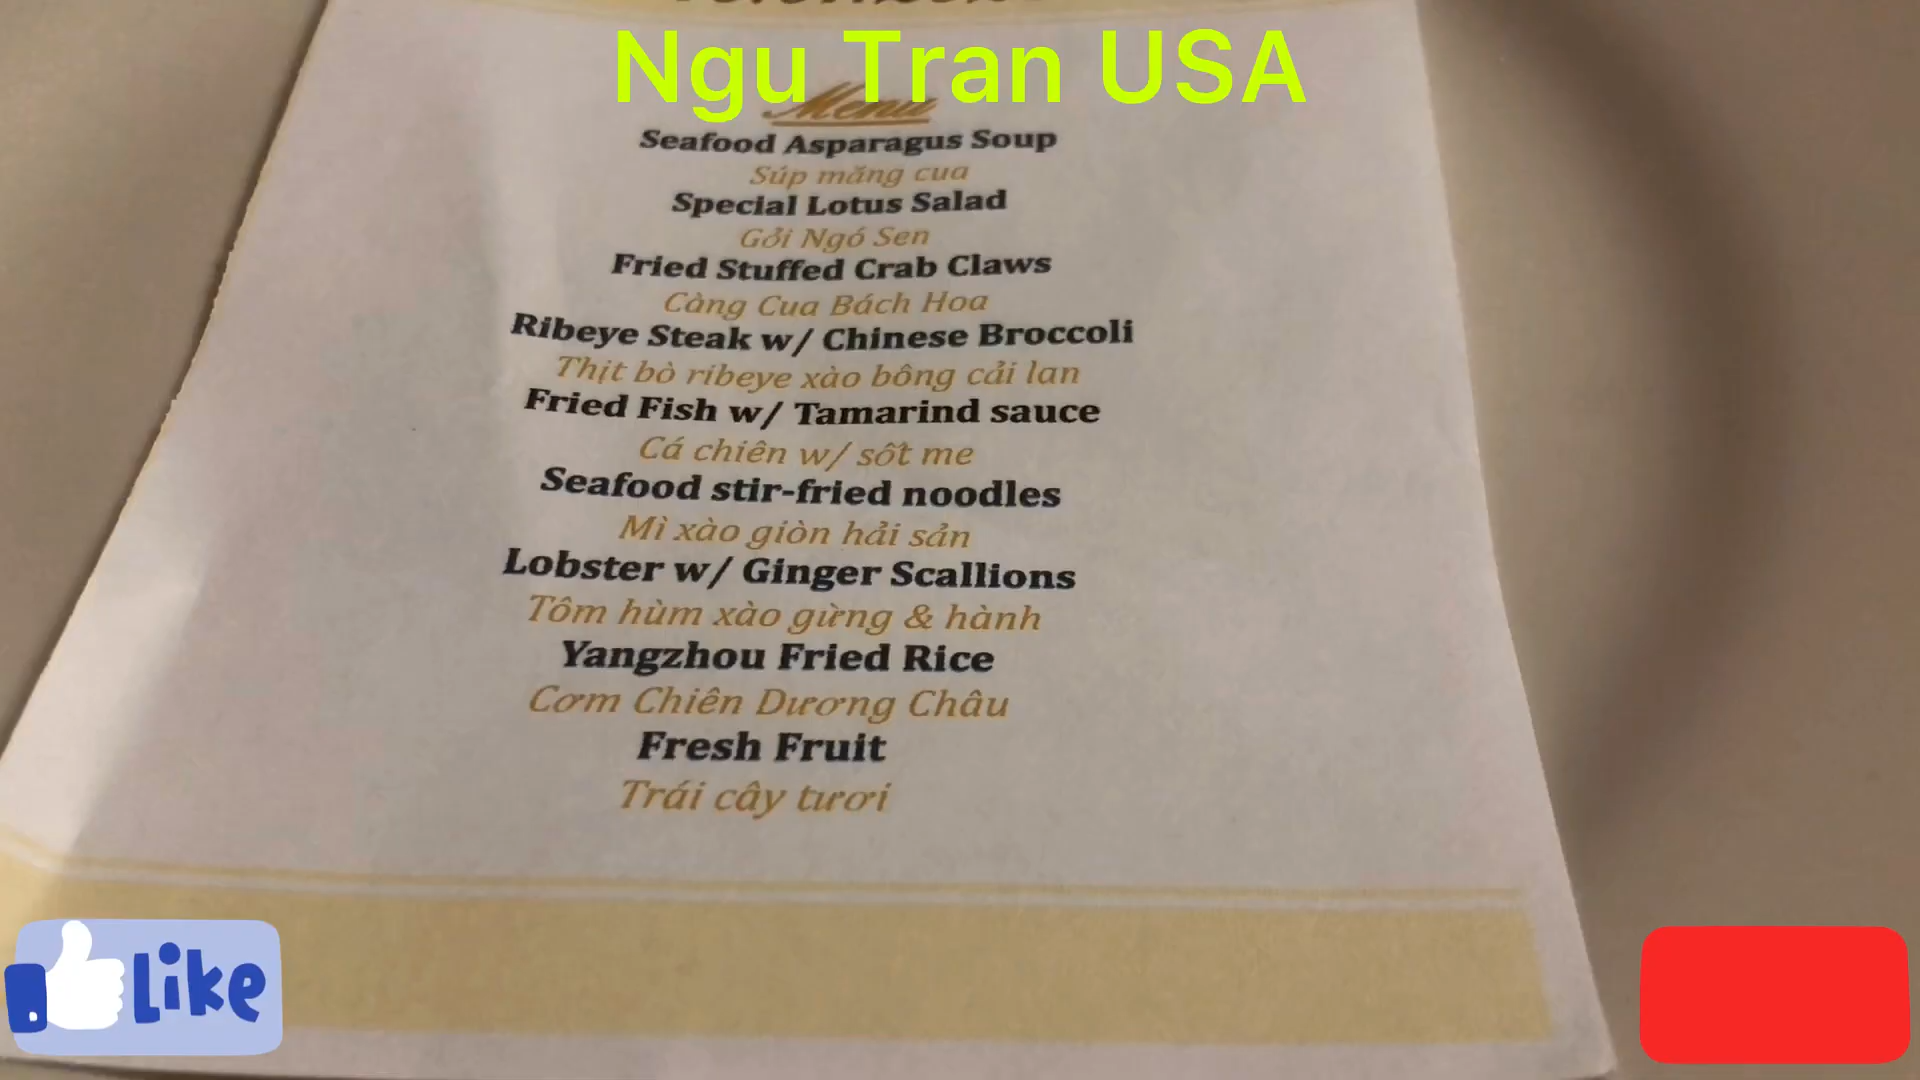 Ngu Tran USA
Menu
Seafood Asparagus Soup
Súp măng cua
Special Lotus Salad
Gỏi Ngó Sen
Fried Stuffed Crab Claws
Càng Cua Bách Hoa
Ribeye Steak w/ Chinese Broccoli
Thịt bò ribeye xào bông cải lan
Fried Fish w/ Tamarind sauce
Cá chiên w/ sốt me
Seafood stir-fried noodles
Mì xào giòn hải sản
Lobster w/ Ginger Scallions
Tôm hùm xào gừng & hành
Yangzhou Fried Rice
Cơm Chiên Dương Châu
Fresh Fruit
Trái cây tươi
Like